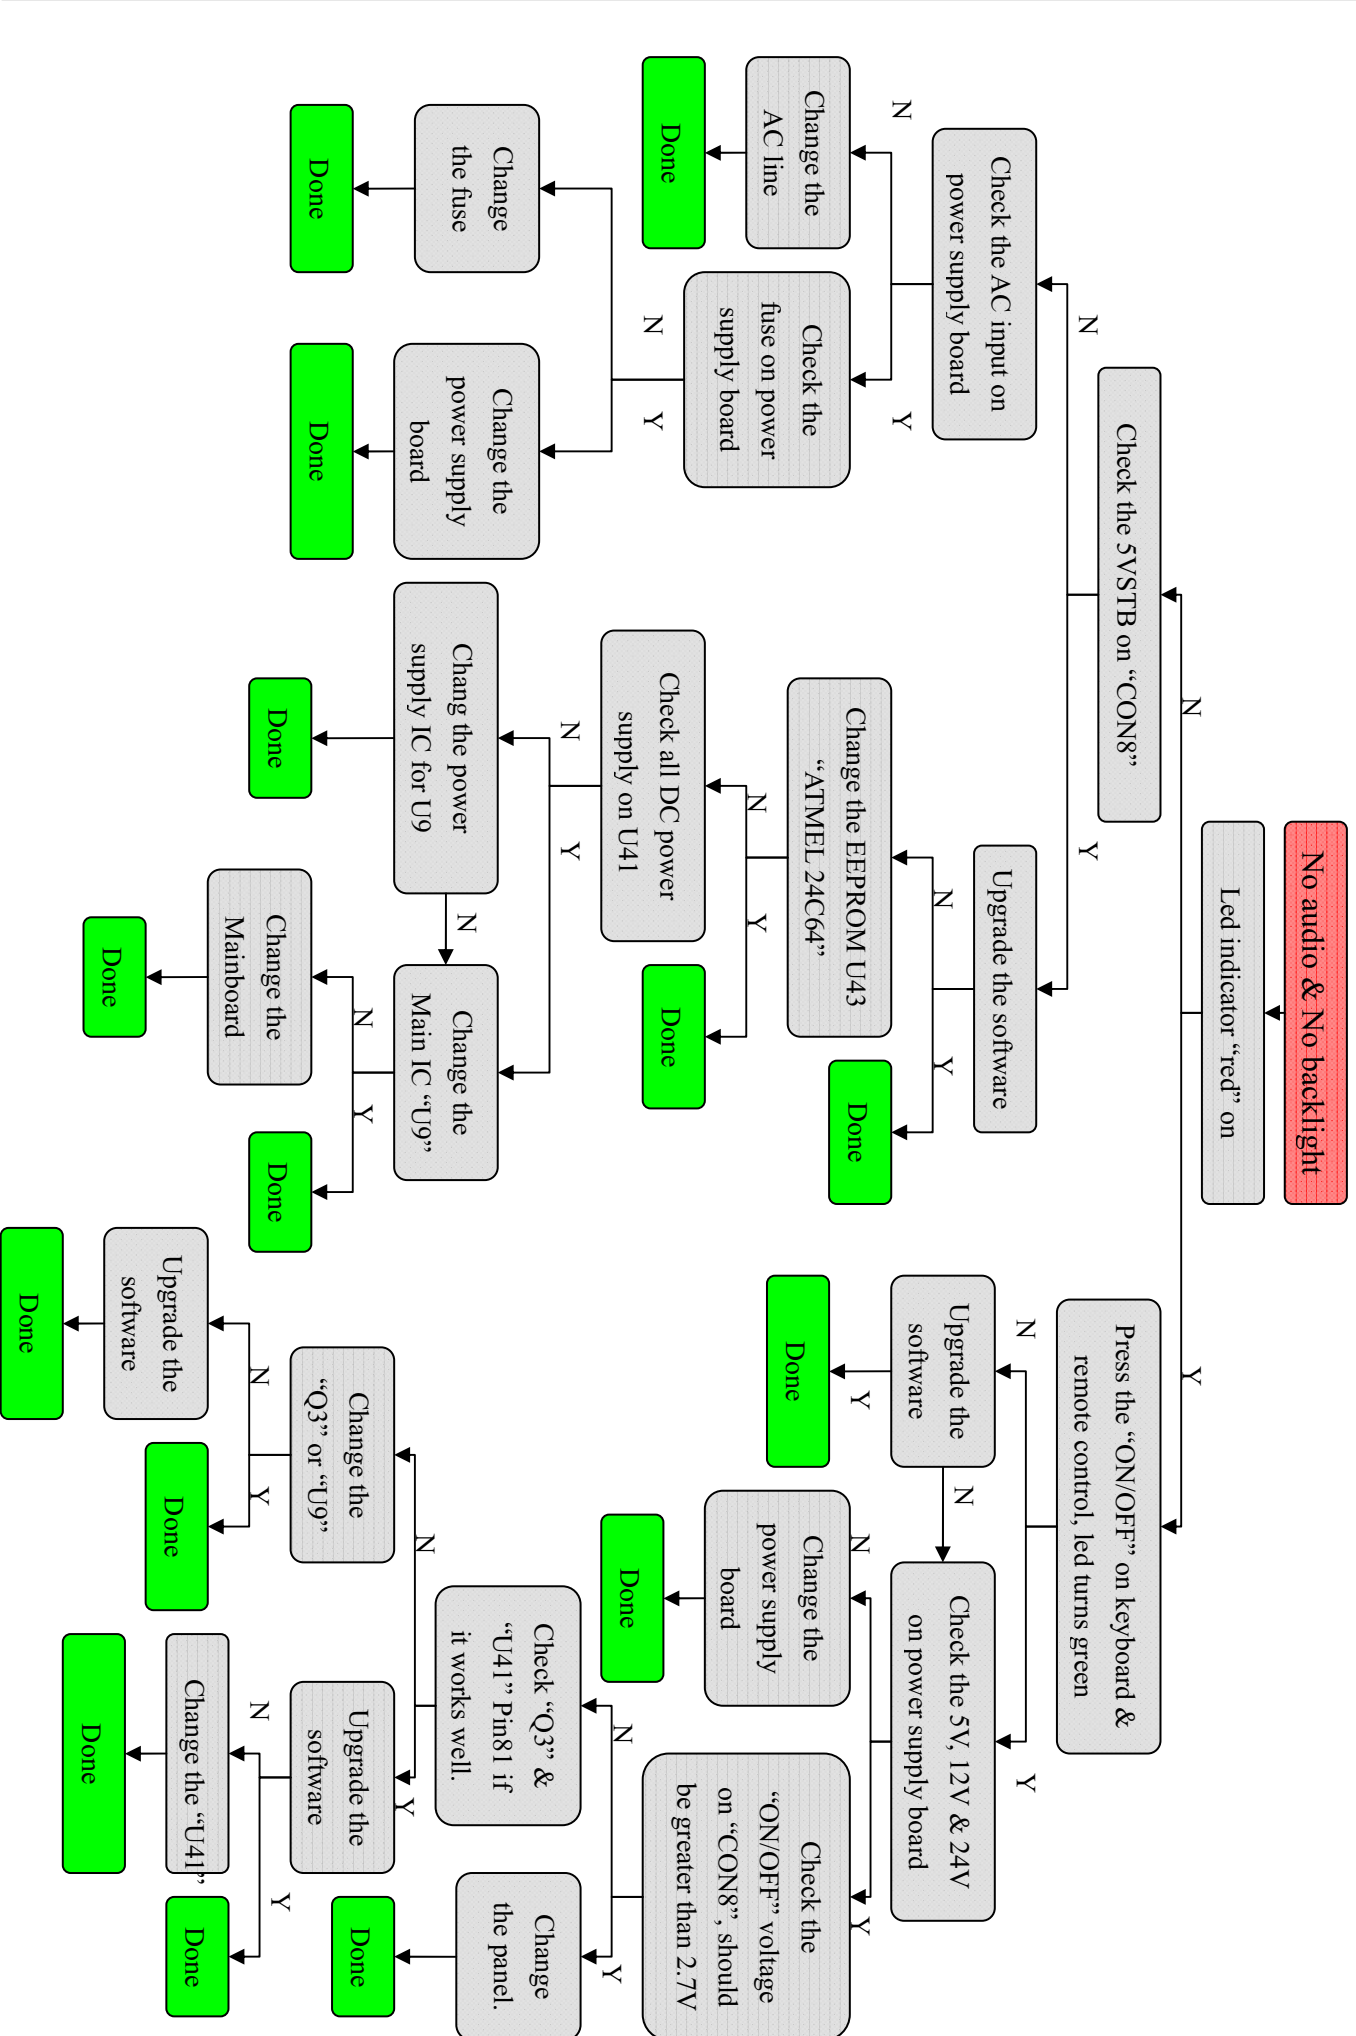 No audio & No backlight
Led indicator “red” on
N
Y
Check the 5VSTB on “CON8”
Press the “ON/OFF” on keyboard &
remote control, led turns green
N
Y
N
Y
Check the AC input on
power supply board
Upgrade the software
Upgrade the
software
N
Check the 5V, 12V & 24V
on power supply board
N
Y
N
Y
Y
N
Y
Change the
AC line
Check the
fuse on power
supply board
Change the EEPROM U43
“ATMEL 24C64”
Done
Done
Change the
power supply
board
Check the
“ON/OFF” voltage
on “CON8”, should
be greater than 2.7V
Done
N
Y
N
Y
Check all DC power
supply on U41
Done
Done
N
Y
N
Y
Check “Q3” &
“U41” Pin81 if
it works well.
Change
the panel.
Change
the fuse
Change the
power supply
board
Chang the power
supply IC for U9
N
Change the
Main IC “U9”
N
Y
Done
Done
Done
N
Y
Change the
“Q3” or “U9”
Upgrade the
software
Done
Change the
Mainboard
Done
N
Y
N
Y
Done
Upgrade the
software
Done
Change the “U41”
Done
Done
Done